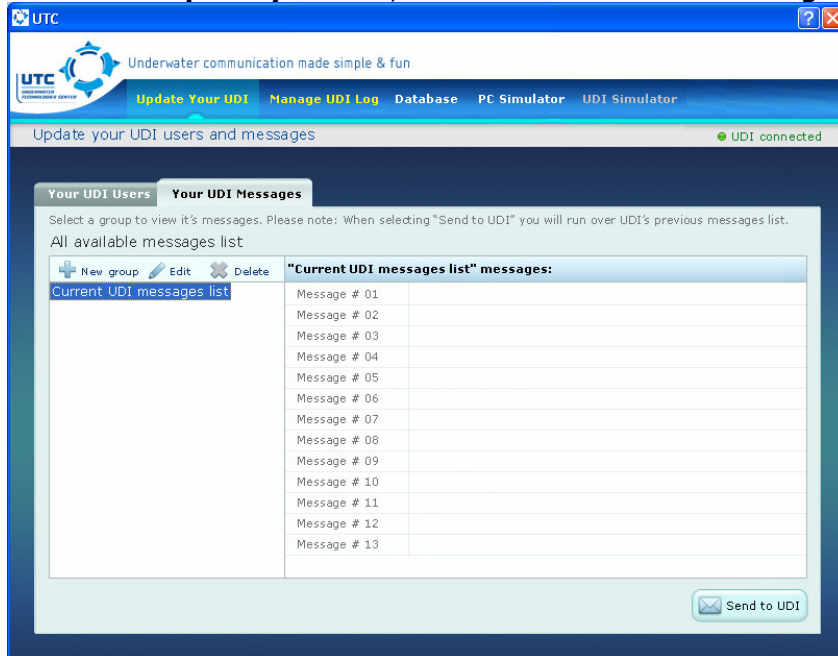 UTC
Underwater communication made simple & fun
UTC
UNDERWATER
TECHNOLOGIES CENTER
Update Your UDI Manage UDI Log Database PC Simulator UDI Simulator
Update your UDI users and messages
UDI connected
Your UDI Users Your UDI Messages
Select a group to view it's messages. Please note: When selecting "Send to UDI" you will run over UDI's previous messages list.
All available messages list
New group Edit Delete "Current UDI messages list" messages:
Current UDI messages list
Message # 01
Message # 02
Message # 03
Message # 04
Message # 05
Message # 06
Message # 07
Message # 08
Message # 09
Message # 10
Message # 11
Message # 12
Message # 13
Send to UDI